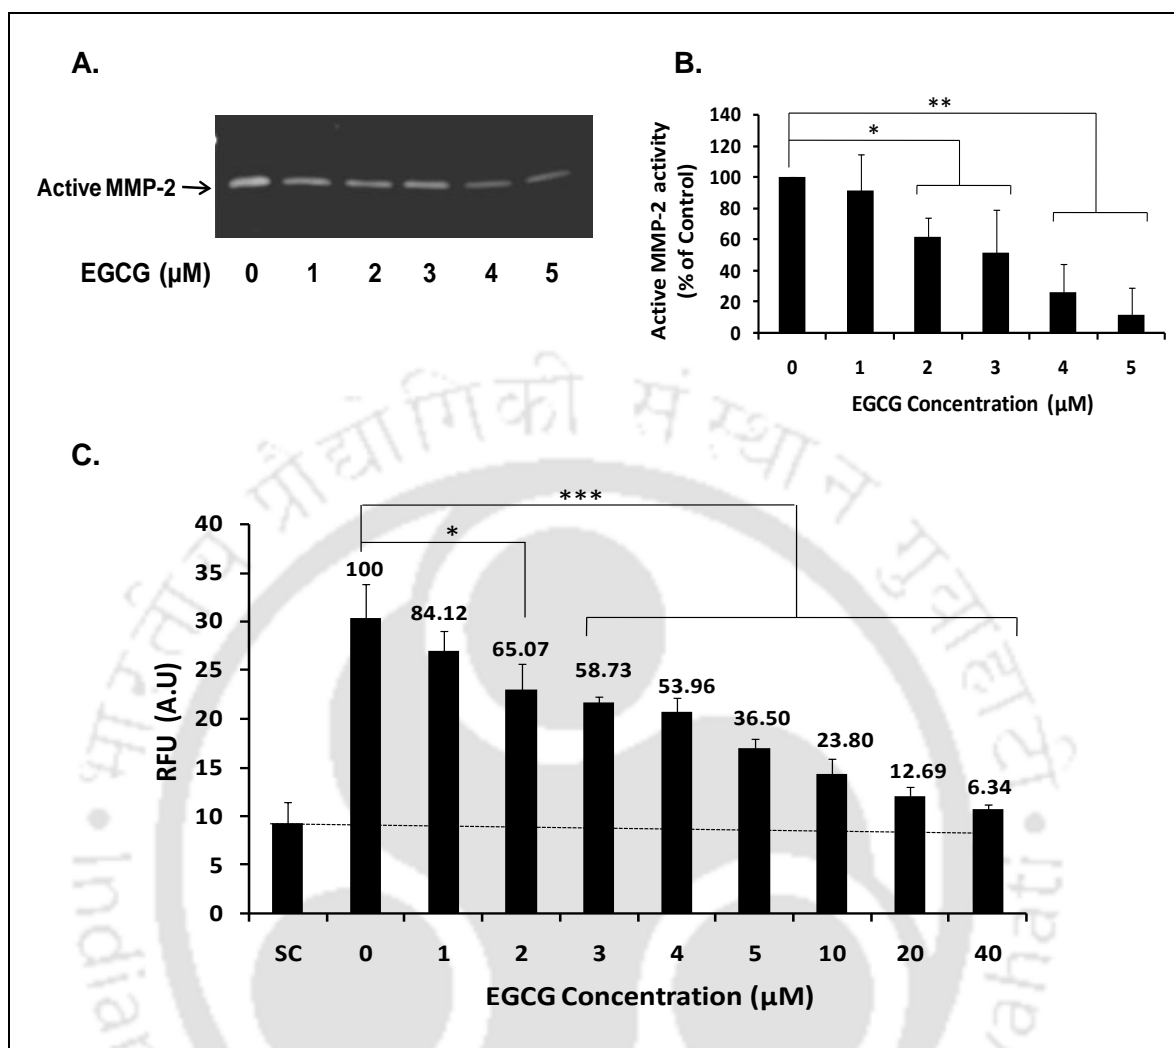 A.
Active MMP-2
EGCG (µM) 0 1 2 3 4 5
B.
Active MMP-2 activity
(% of Control)
140
120
100
80
60
40
20
0
**
*
0 1 2 3 4 5
EGCG Concentration (µM)
C.
RFU (A.U)
40
35
30
25
20
15
10
5
0
***
*
100
84.12
65.07
58.73
53.96
36.50
23.80
12.69
6.34
SC 0 1 2 3 4 5 10 20 40
EGCG Concentration (µM)
भारतीय प्रौद्योगिकी संस्थान गुवाहाटी
Indian
wahati